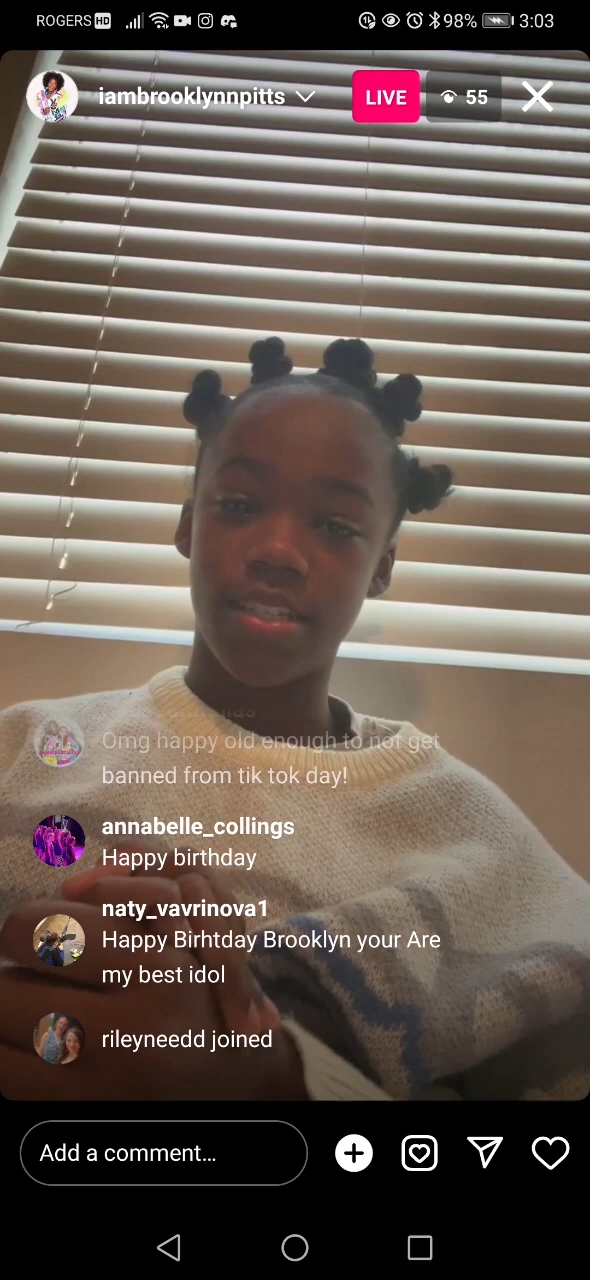 ROGERS HD 98% 3:03
iambrooklynnpitts LIVE 55
Omg happy old enough to not get
banned from tik tok day!
annabelle_collings
Happy birthday
naty_vavrinova1
Happy Birhtday Brooklyn your Are
my best idol
rileyneedd joined
Add a comment...